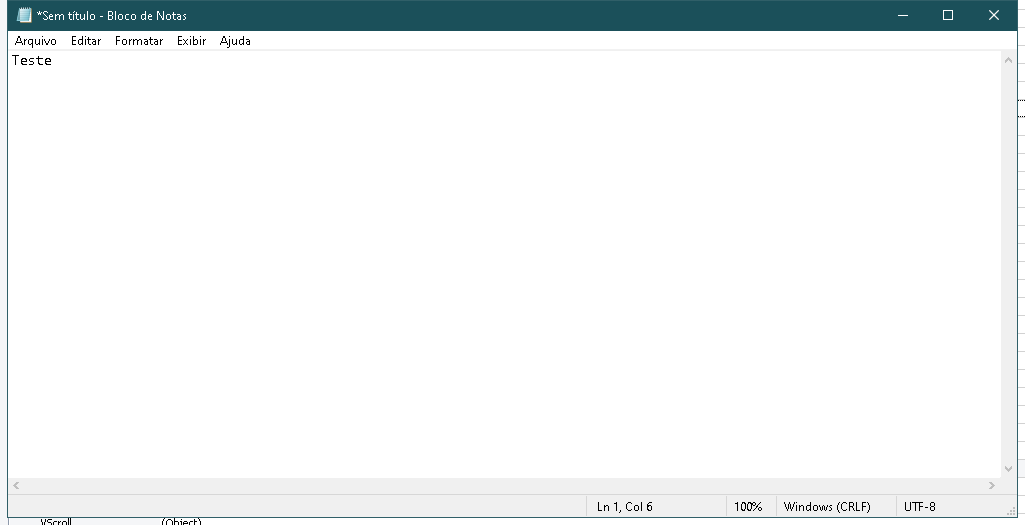 *Sem título - Bloco de Notas
Arquivo Editar Formatar Exibir Ajuda
Teste
Ln 1, Col 6 100% Windows (CRLF) UTF-8
VScroll (Object)